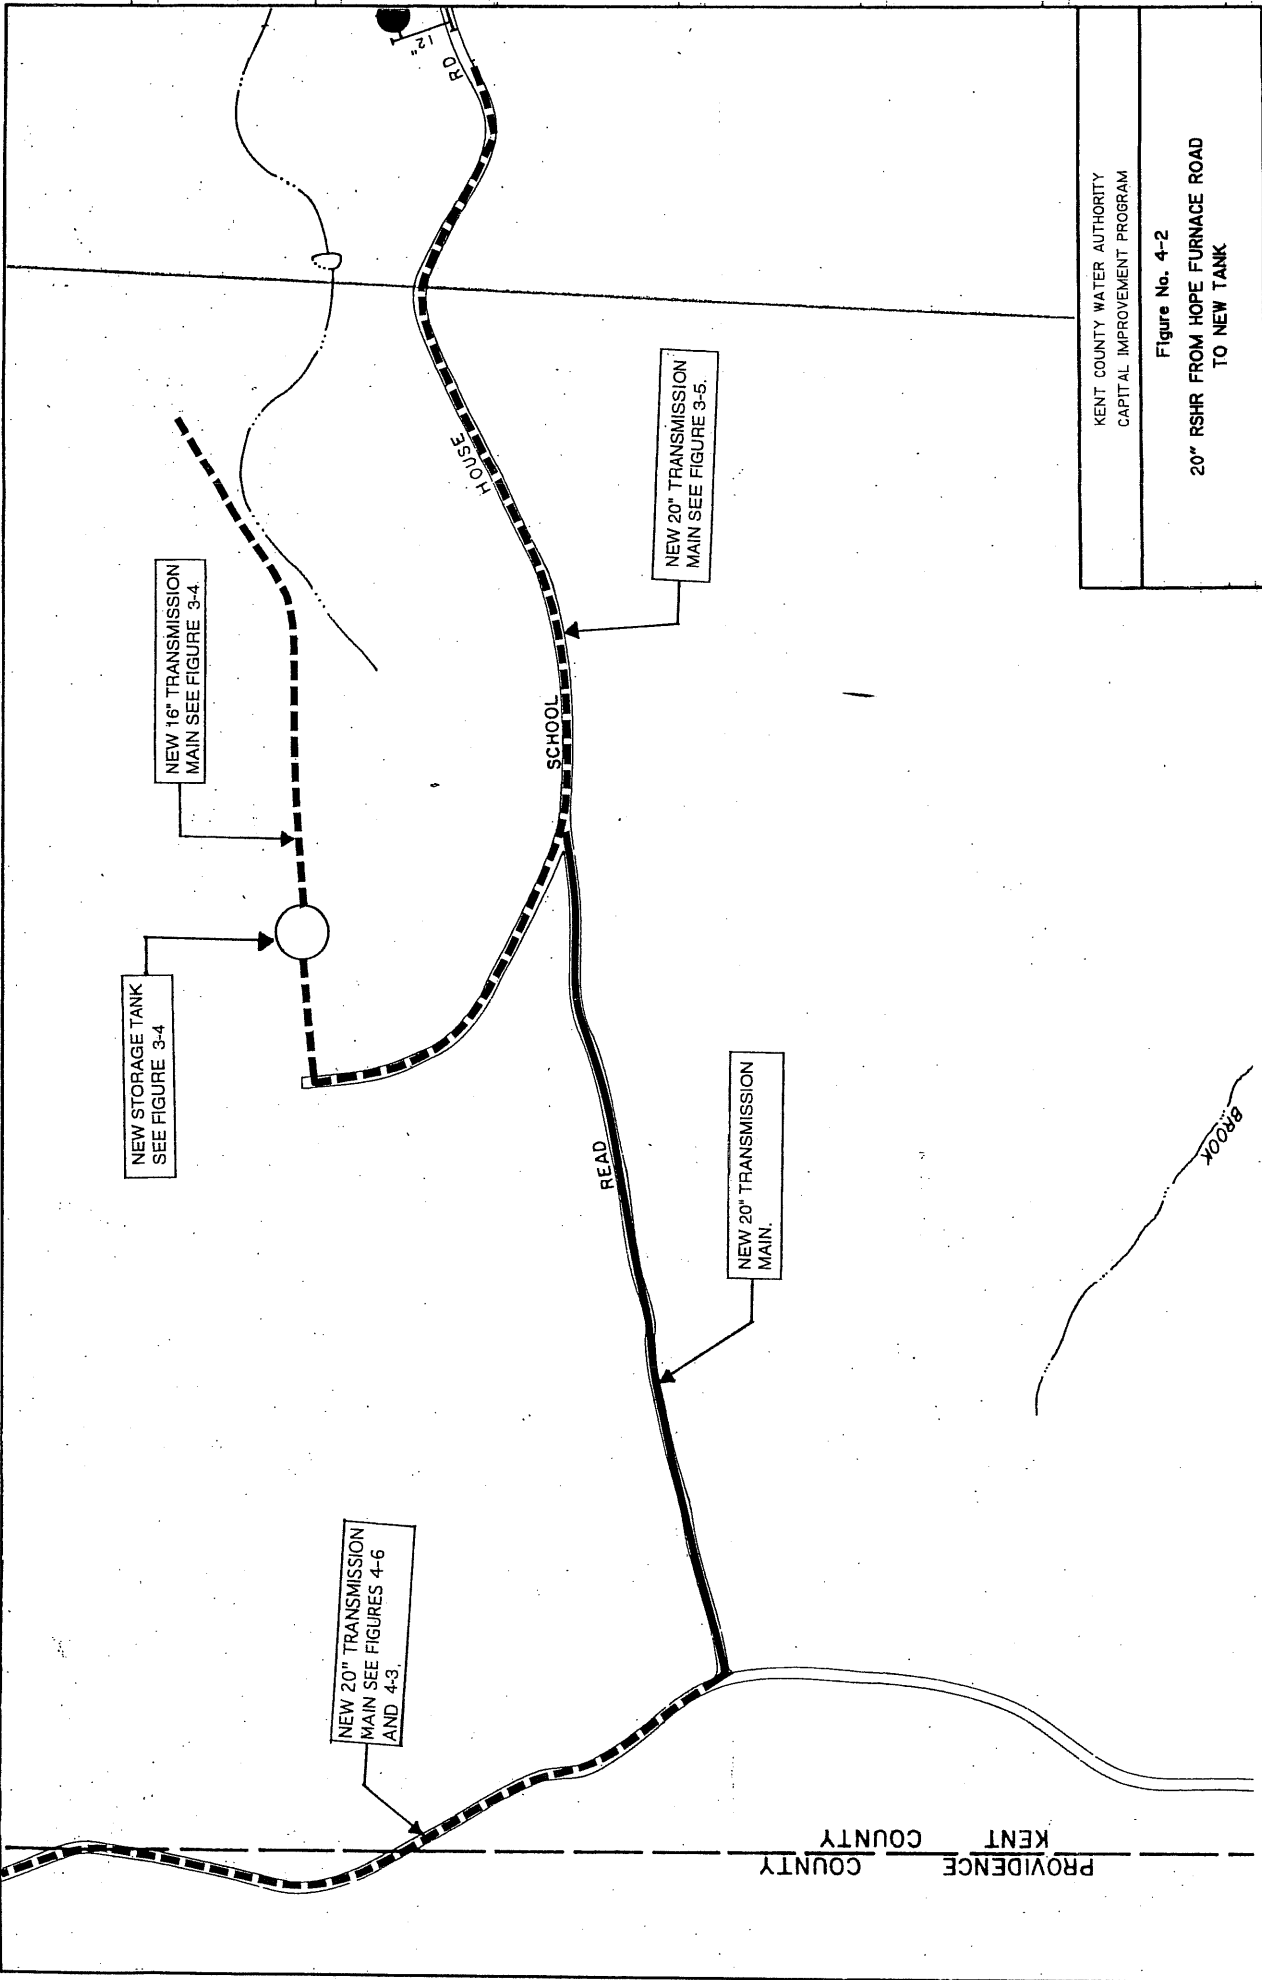 NEW STORAGE TANK
SEE FIGURE 3-4
NEW 16" TRANSMISSION
MAIN SEE FIGURE 3-4
NEW 20" TRANSMISSION
MAIN SEE FIGURES 4-6
AND 4-3.
NEW 20" TRANSMISSION
MAIN.
NEW 20" TRANSMISSION
MAIN SEE FIGURE 3-5.
READ
SCHOOL
HOUSE
RD
12"
BROOK
PROVIDENCE COUNTY
KENT COUNTY
KENT COUNTY WATER AUTHORITY
CAPITAL IMPROVEMENT PROGRAM
Figure No. 4-2
20" RSHR FROM HOPE FURNACE ROAD
TO NEW TANK